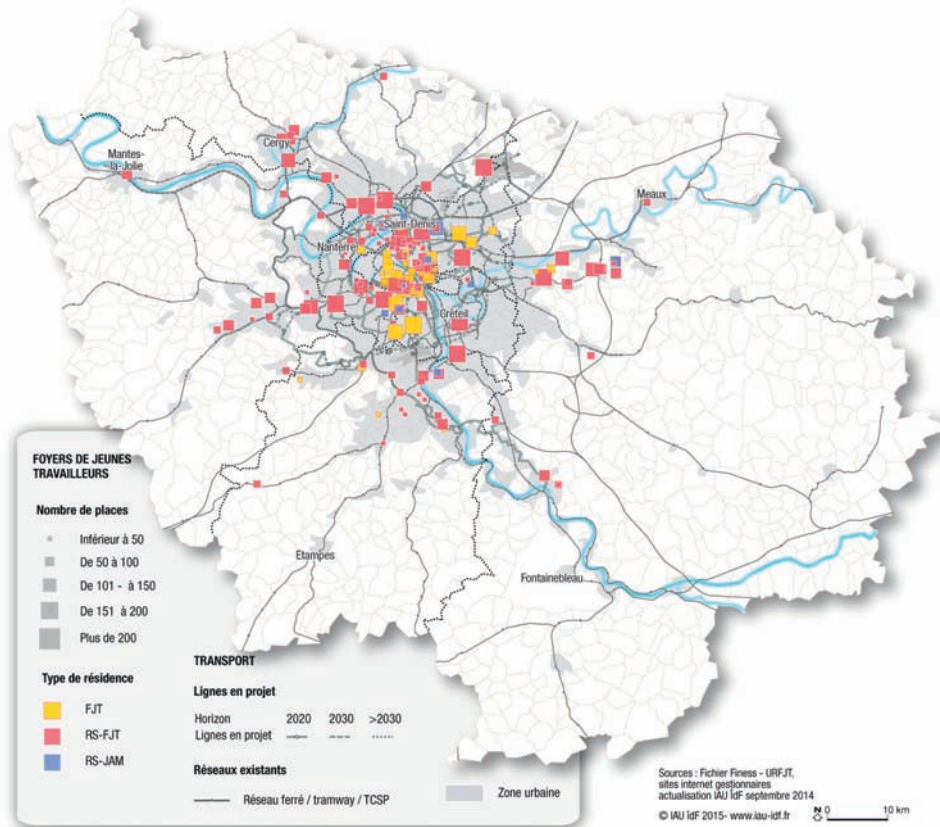 Mantes-
la-Jolie
Cergy
Meaux
Saint-Denis
Nanterre
Créteil
Etampes
Fontainebleau
FOYERS DE JEUNES
TRAVAILLEURS
Nombre de places
Inférieur à 50
De 50 à 100
De 101 - à 150
De 151 à 200
Plus de 200
Type de résidence
FJT
RS-FJT
RS-JAM
TRANSPORT
Lignes en projet
Horizon 2020 2030 >2030
Lignes en projet
Réseaux existants
Réseau ferré / tramway / TCSP
Zone urbaine
Sources : Fichier Finess - URFJT,
sites internet gestionnaires
actualisation IAU îdF septembre 2014
© IAU îdF 2015- www.iau-idf.fr
N 0 10 km